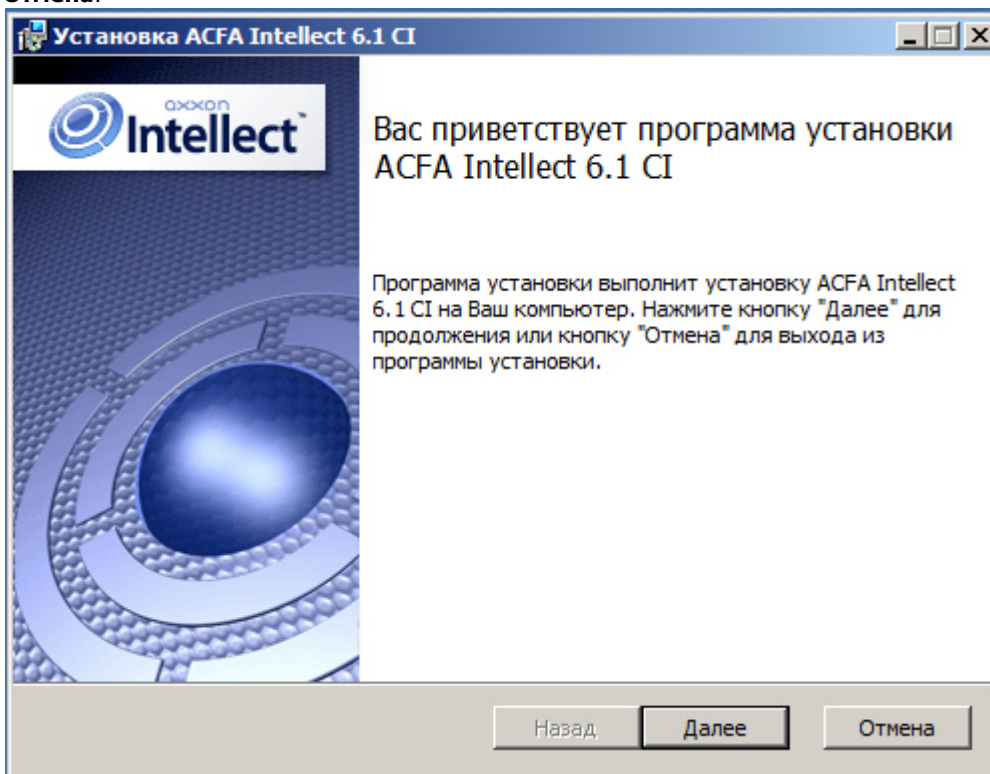 Установка ACFA Intellect 6.1 CI
axxon
Intellect™
Вас приветствует программа установки
ACFA Intellect 6.1 CI
Программа установки выполнит установку ACFA Intellect
6.1 CI на Ваш компьютер. Нажмите кнопку "Далее" для
продолжения или кнопку "Отмена" для выхода из
программы установки.
Назад Далее Отмена